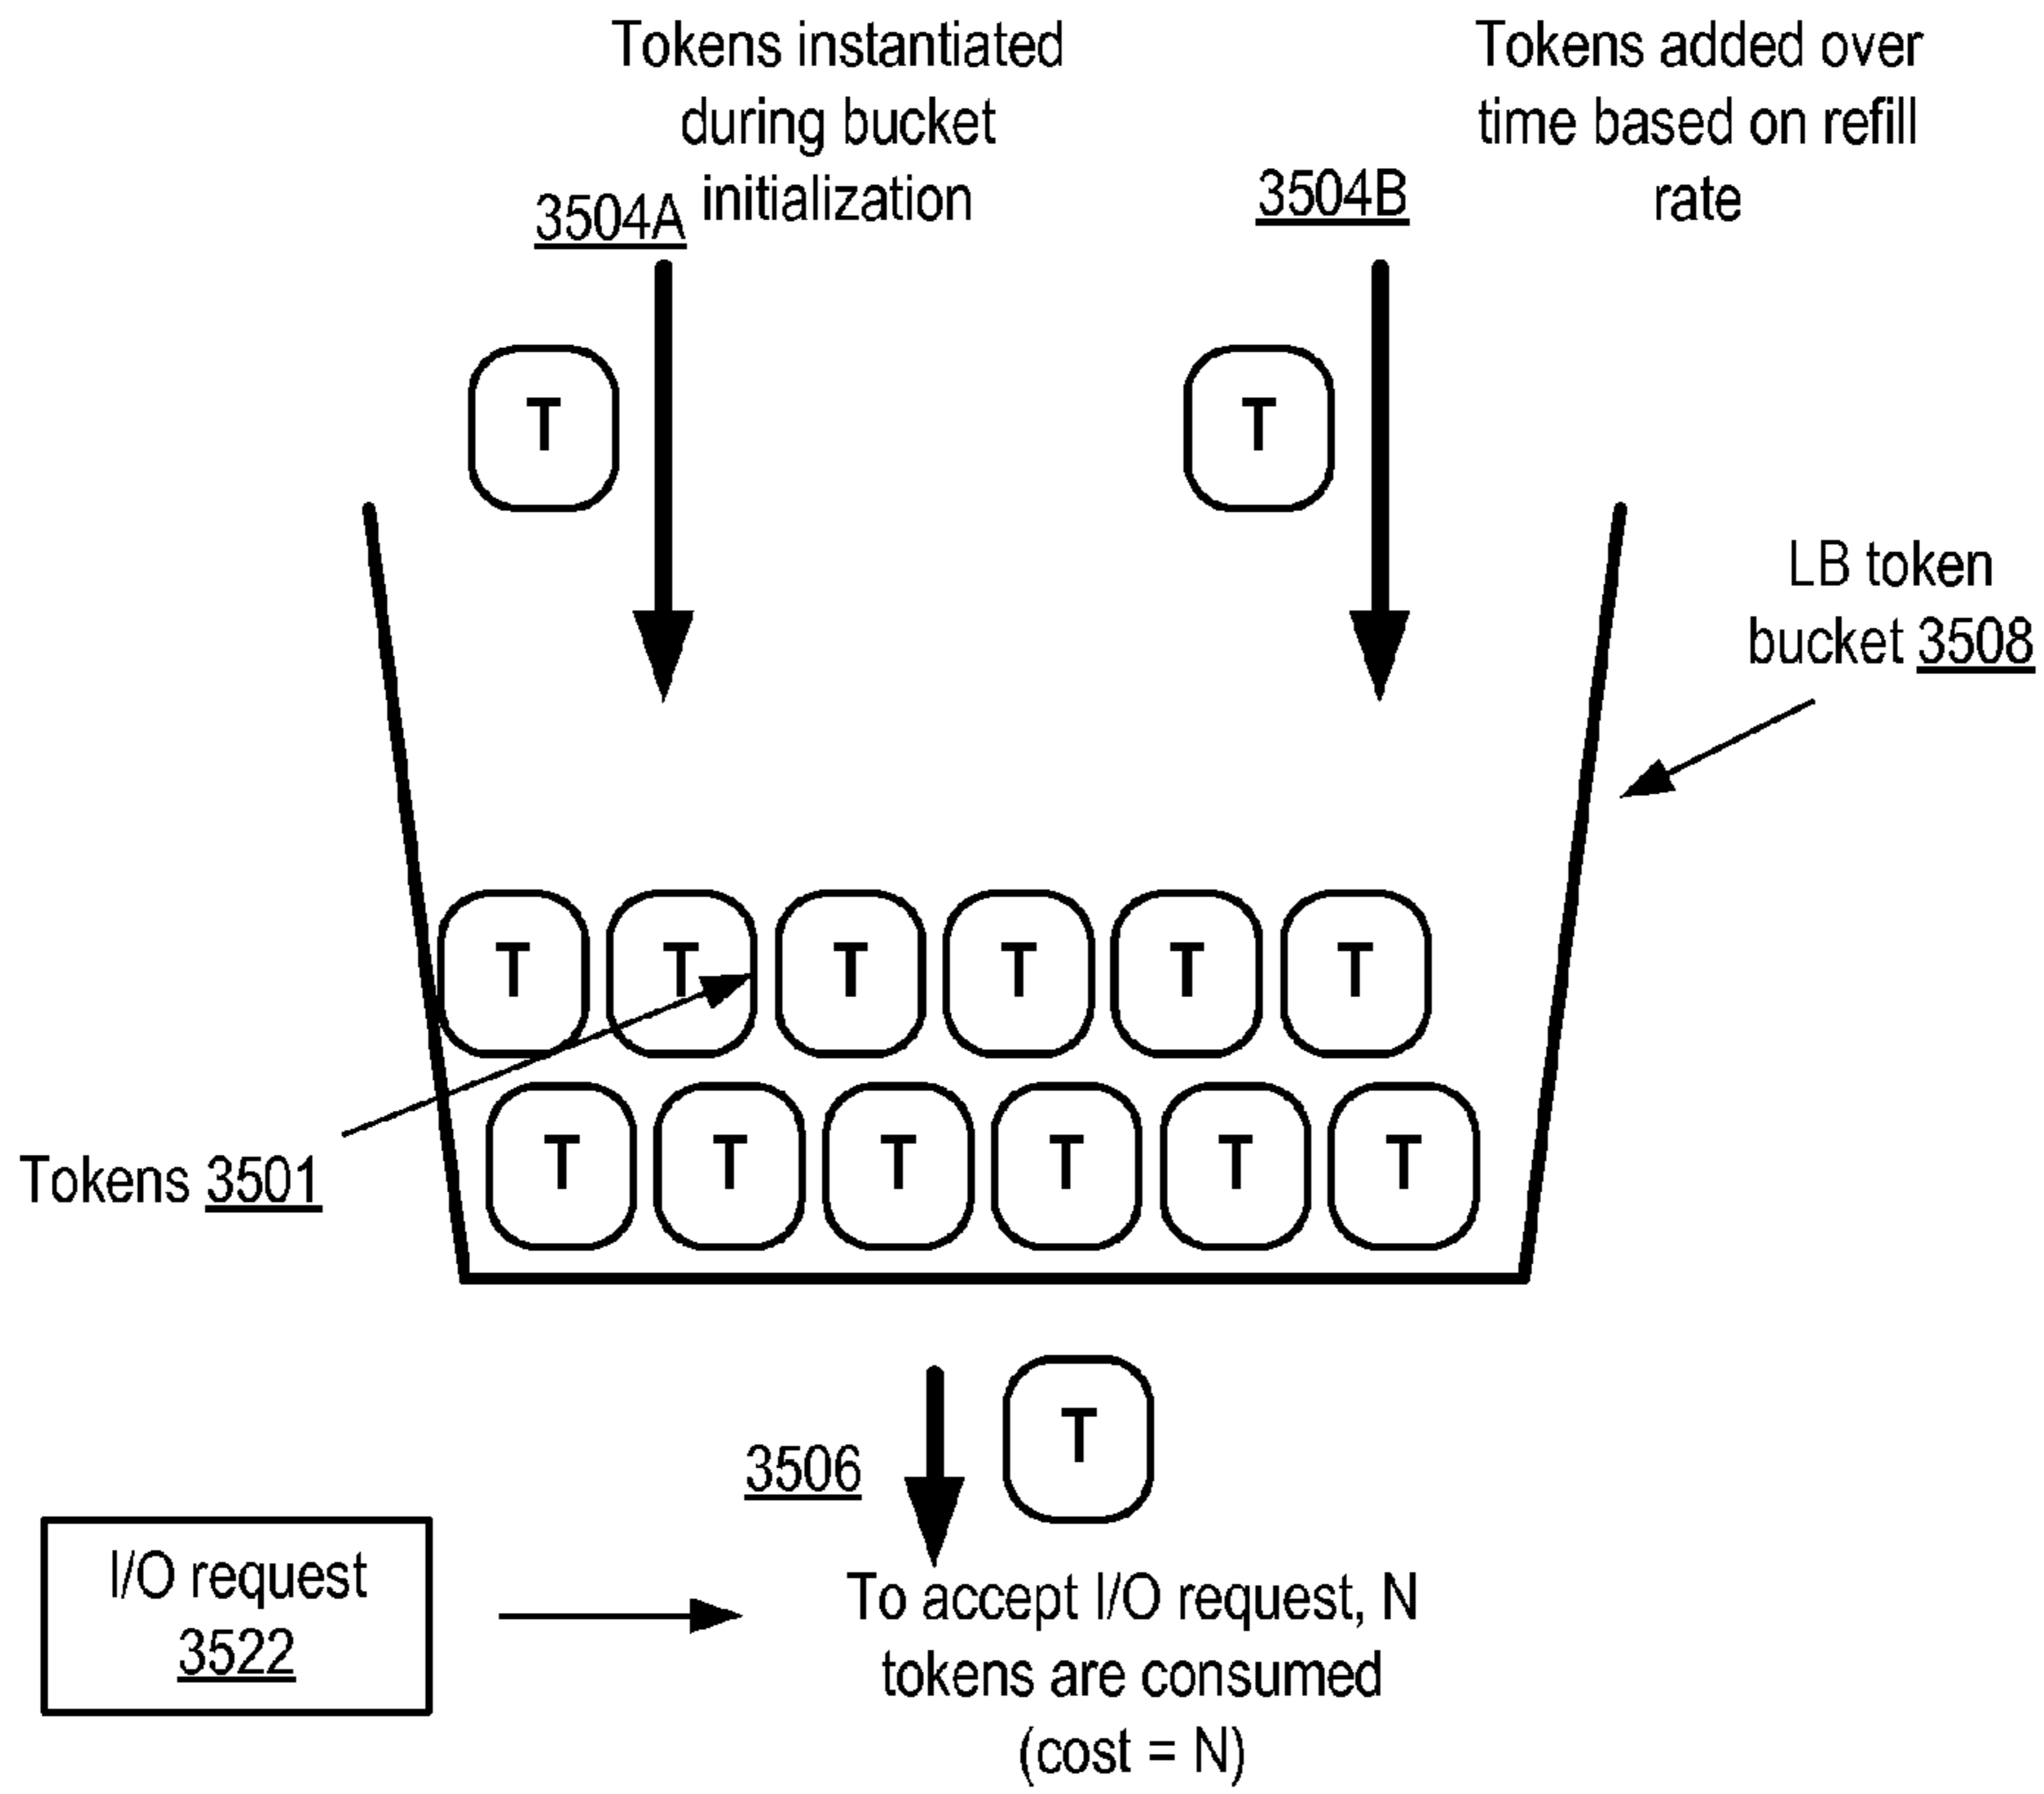 Tokens instantiated
during bucket
initialization
3504A
Tokens added over
time based on refill
rate
3504B
T
T
LB token
bucket 3508
T T T T T T
T T T T T T
Tokens 3501
T
3506
I/O request
3522
To accept I/O request, N
tokens are consumed
(cost = N)